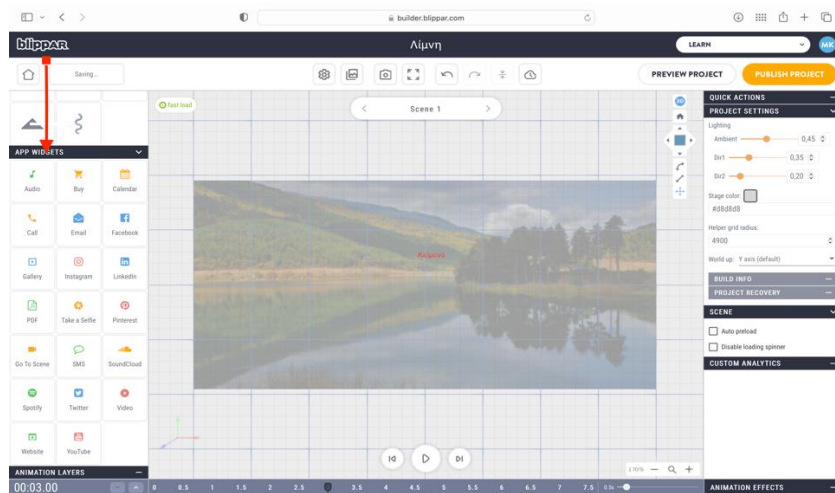 builder.blippar.com
blippar
Λίμνη
LEARN
MK
Saving...
PREVIEW PROJECT
PUBLISH PROJECT
fast load
Scene 1
3D
QUICK ACTIONS
PROJECT SETTINGS
Lighting
Ambient 0,45
Dir1 0,35
Dir2 0,20
Stage color:
#d8d8d8
Helper grid radius:
4900
World up: Y axis (default)
BUILD INFO
PROJECT RECOVERY
SCENE
Auto preload
Disable loading spinner
CUSTOM ANALYTICS
APP WIDGETS
Audio Buy Calendar
Call Email Facebook
Gallery Instagram LinkedIn
PDF Take a Selfie Pinterest
Go To Scene SMS SoundCloud
Spotify Twitter Video
Website YouTube
Κείμενο
ANIMATION LAYERS
00:03.00
0 0.5 1 1.5 2 2.5 3.5 4 4.5 5 5.5 6 6.5 7 7.5 0.5s
ANIMATION EFFECTS